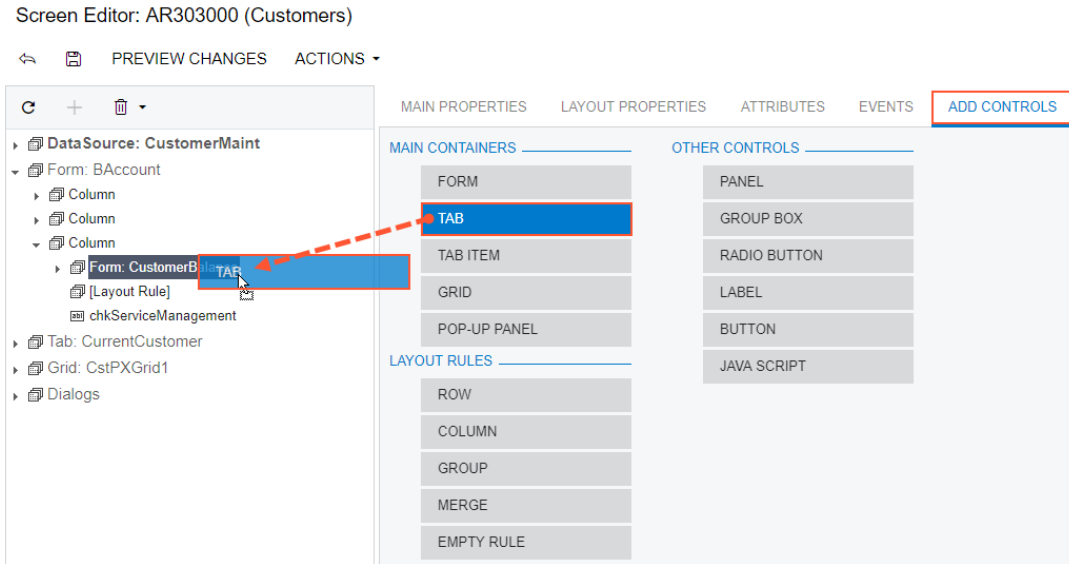 Screen Editor: AR303000 (Customers)
PREVIEW CHANGES ACTIONS
MAIN PROPERTIES LAYOUT PROPERTIES ATTRIBUTES EVENTS ADD CONTROLS
DataSource: CustomerMaint
Form: BAccount
Column
Column
Column
Form: CustomerBalance
TAB
[Layout Rule]
chkServiceManagement
Tab: CurrentCustomer
Grid: CstPXGrid1
Dialogs
MAIN CONTAINERS
FORM
TAB
TAB ITEM
GRID
POP-UP PANEL
LAYOUT RULES
ROW
COLUMN
GROUP
MERGE
EMPTY RULE
OTHER CONTROLS
PANEL
GROUP BOX
RADIO BUTTON
LABEL
BUTTON
JAVA SCRIPT